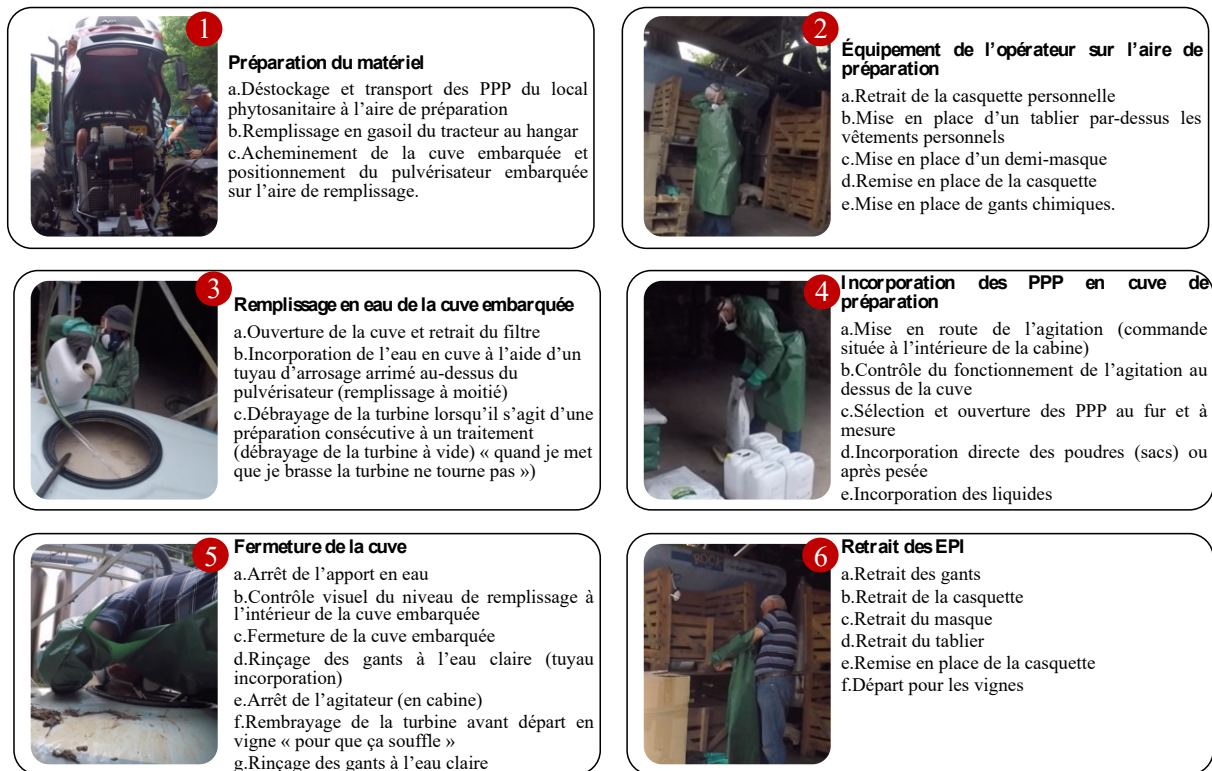 1
Préparation du matériel
a.Déstockage et transport des PPP du local
phytosanitaire à l'aire de préparation
b.Remplissage en gasoil du tracteur au hangar
c.Acheminement de la cuve embarquée et
positionnement du pulvérisateur embarquée
sur l'aire de remplissage.
2
Équipement de l'opérateur sur l'aire de
préparation
a.Retrait de la casquette personnelle
b.Mise en place d'un tablier par-dessus les
vêtements personnels
c.Mise en place d'un demi-masque
d.Remise en place de la casquette
e.Mise en place de gants chimiques.
3
Remplissage en eau de la cuve embarquée
a.Ouverture de la cuve et retrait du filtre
b.Incorporation de l'eau en cuve à l'aide d'un
tuyau d'arrosage arrimé au-dessus du
pulvérisateur (remplissage à moitié)
c.Débrayage de la turbine lorsqu'il s'agit d'une
préparation consécutive à un traitement
(débrayage de la turbine à vide) « quand je met
que je brasse la turbine ne tourne pas »)
4
Incorporation des PPP en cuve de
préparation
a.Mise en route de l'agitation (commande
située à l'intérieure de la cabine)
b.Contrôle du fonctionnement de l'agitation au
dessus de la cuve
c.Sélection et ouverture des PPP au fur et à
mesure
d.Incorporation directe des poudres (sacs) ou
après pesée
e.Incorporation des liquides
5
Fermeture de la cuve
a.Arrêt de l'apport en eau
b.Contrôle visuel du niveau de remplissage à
l'intérieur de la cuve embarquée
c.Fermeture de la cuve embarquée
d.Rinçage des gants à l'eau claire (tuyau
incorporation)
e.Arrêt de l'agitateur (en cabine)
f.Rembrayage de la turbine avant départ en
vigne « pour que ça souffle »
g.Rinçage des gants à l'eau claire
6
Retrait des EPI
a.Retrait des gants
b.Retrait de la casquette
c.Retrait du masque
d.Retrait du tablier
e.Remise en place de la casquette
f.Départ pour les vignes